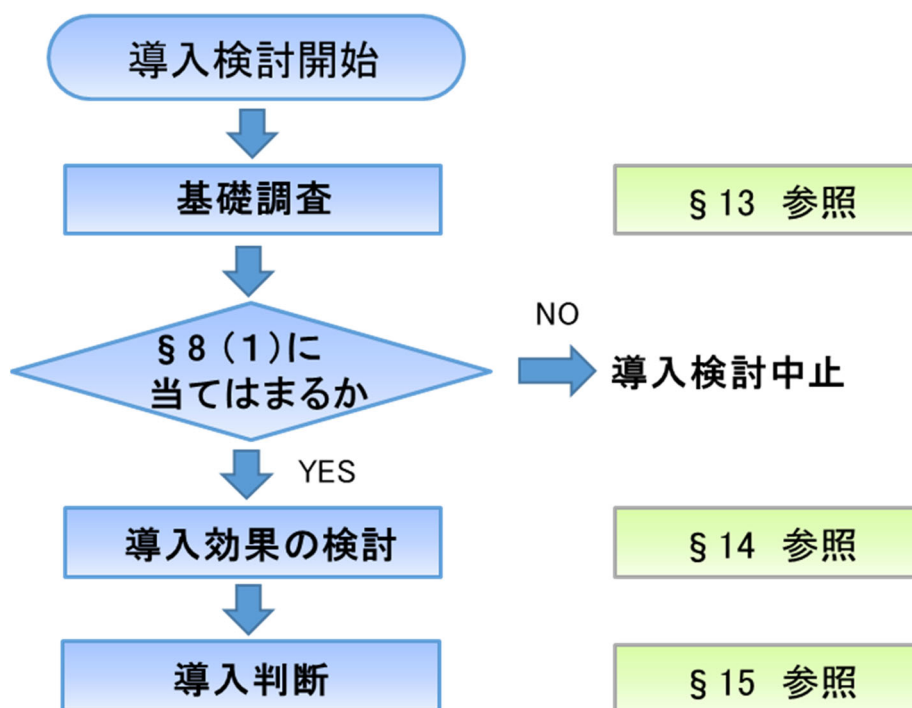 導入検討開始
基礎調査
§13 参照
§8（1）に
当てはまるか
NO
導入検討中止
YES
導入効果の検討
§14 参照
導入判断
§15 参照